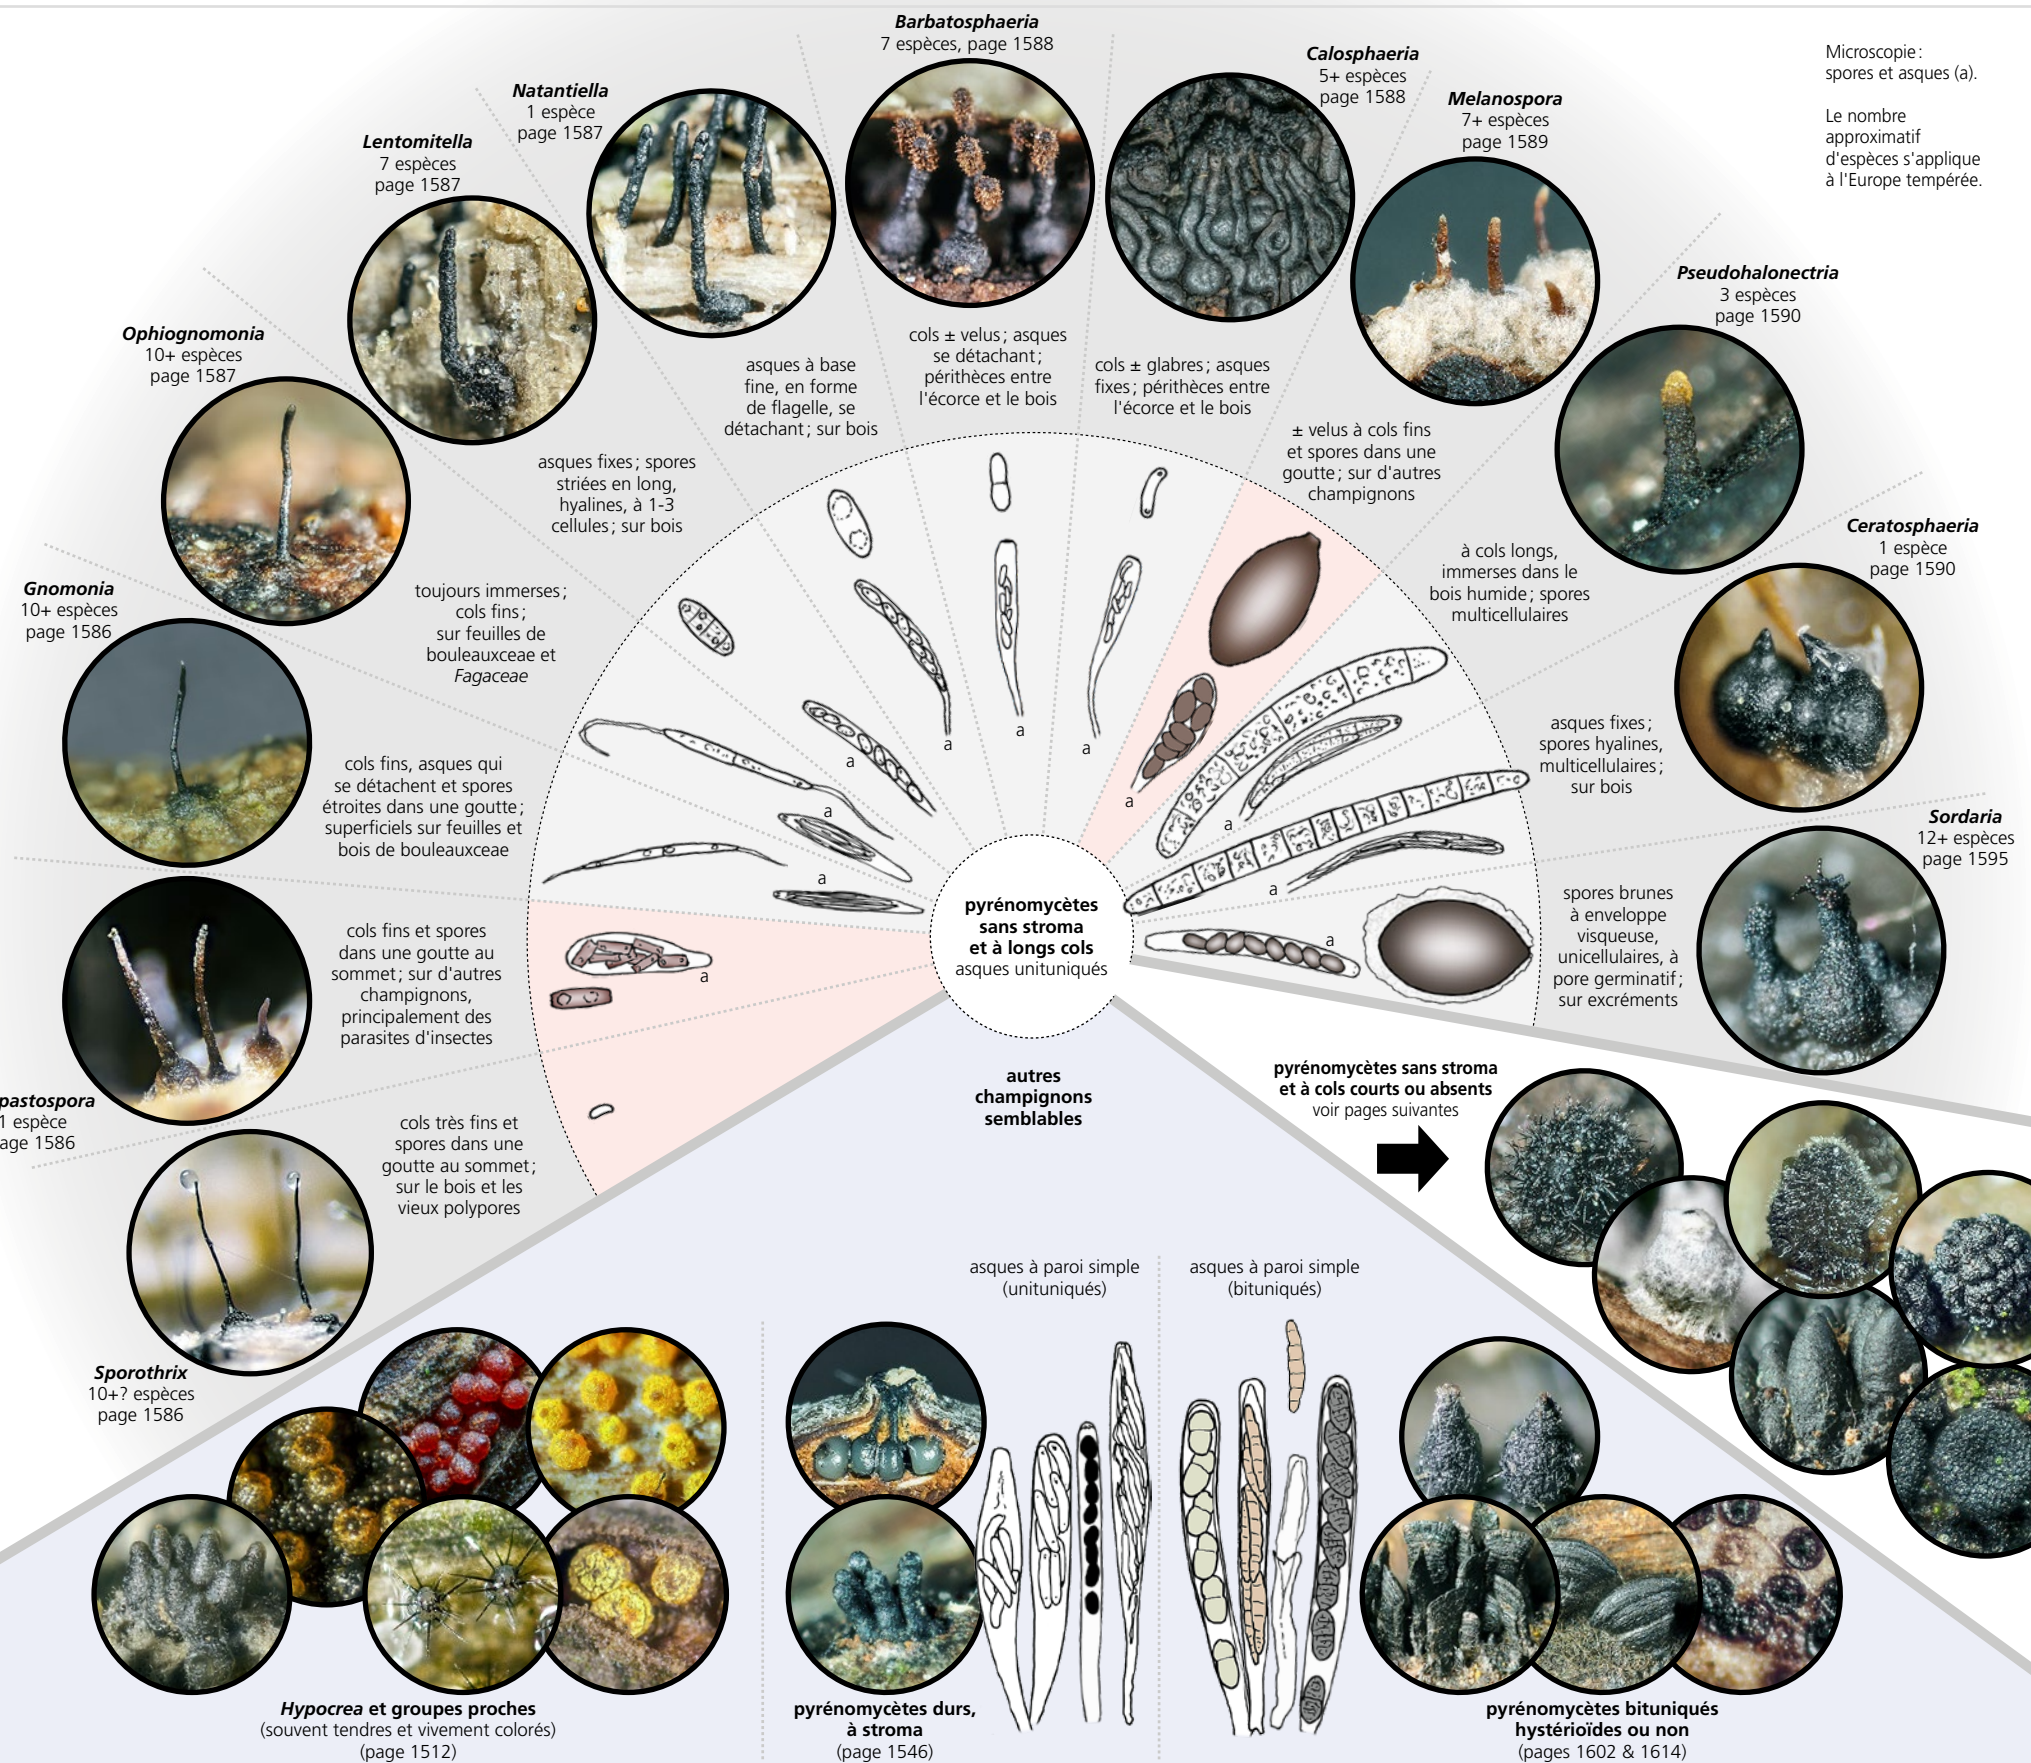 Barbatosphaeria
7 espèces, page 1588
Calosphaeria
5+ espèces
page 1588
Microscopie :
spores et asques (a).
Le nombre
approximatif
d'espèces s'applique
à l'Europe tempérée.
Natantiella
1 espèce
page 1587
Melanospora
7+ espèces
page 1589
Lentomitella
7 espèces
page 1587
Pseudohalonectria
3 espèces
page 1590
Ophiognomonia
10+ espèces
page 1587
cols ± velus ; asques
se détachant ;
périthèces entre
l'écorce et le bois
asques à base
fine, en forme
de flagelle, se
détachant ; sur bois
cols ± glabres ; asques
fixes ; périthèces entre
l'écorce et le bois
± velus à cols fins
et spores dans une
goutte ; sur d'autres
champignons
asques fixes ; spores
striées en long,
hyalines, à 1-3
cellules ; sur bois
Ceratosphaeria
1 espèce
page 1590
à cols longs,
immerses dans le
bois humide ; spores
multicellulaires
Gnomonia
10+ espèces
page 1586
toujours immerses ;
cols fins ;
sur feuilles de
bouleauxceae et
Fagaceae
asques fixes ;
spores hyalines,
multicellulaires ;
sur bois
cols fins, asques qui
se détachent et spores
étroites dans une goutte ;
superficiels sur feuilles et
bois de bouleauxceae
Sordaria
12+ espèces
page 1595
a
a
a
a
a
a
a
a
a
a
a
pyrénomycètes
sans stroma
et à longs cols
asques unituniqués
spores brunes
à enveloppe
visqueuse,
unicellulaires, à
pore germinatif ;
sur excréments
cols fins et spores
dans une goutte au
sommet ; sur d'autres
champignons,
principalement des
parasites d'insectes
pastospora
1 espèce
age 1586
autres
champignons
semblables
pyrénomycètes sans stroma
et à cols courts ou absents
voir pages suivantes
cols très fins et
spores dans une
goutte au sommet ;
sur le bois et les
vieux polypores
Sporothrix
10+? espèces
page 1586
asques à paroi simple
(unituniqués)
asques à paroi simple
(bituniqués)
Hypocrea et groupes proches
(souvent tendres et vivement colorés)
(page 1512)
pyrénomycètes durs,
à stroma
(page 1546)
pyrénomycètes bituniqués
hystérioïdes ou non
(pages 1602 & 1614)